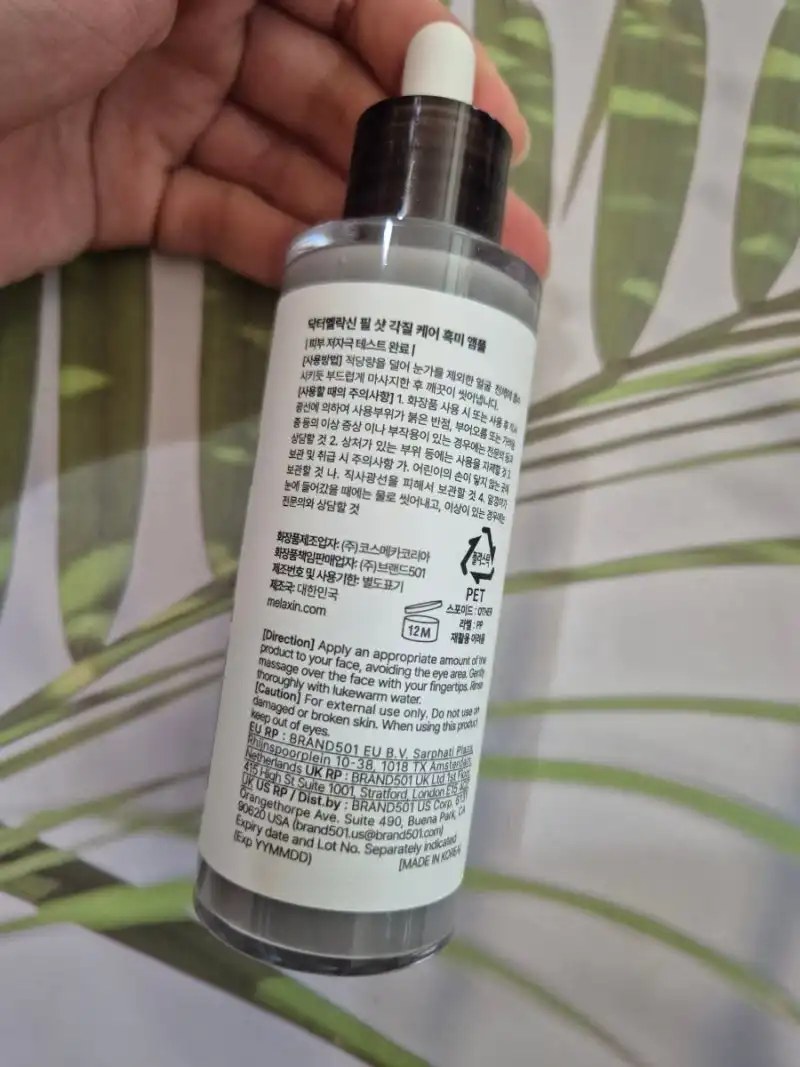 닥터멜락신 필 샷 각질 케어 흑미 앰플
| 피부 저자극 테스트 완료 |
[사용방법] 적당량을 덜어 눈가를 제외한 얼굴 전체에
시키듯 부드럽게 마사지한 후 깨끗이 씻어냅니다.
[사용할 때의 주의사항] 1. 화장품 사용 시 또는 사용 후 직사
광선에 의하여 사용부위가 붉은 반점, 부어오름 또는 가려움
증 등의 이상 증상 이나 부작용이 있는 경우에는 전문의 등과
상담할 것 2. 상처가 있는 부위 등에는 사용을 자제할 것 3.
보관 및 취급 시 주의사항 가. 어린이의 손이 닿지 않는 곳에
보관할 것 나. 직사광선을 피해서 보관할 것 4. 알갱이가
눈에 들어갔을 때에는 물로 씻어내고, 이상이 있는 경우에는
전문의와 상담할 것
화장품제조업자: (주)코스메카코리아
화장품책임판매업자: (주)브랜드501
제조번호 및 사용기한: 별도표기
제조국: 대한민국
melaxin.com
플라스틱
PET
스포이드 : OTHER
라벨 : PP
재활용 어려움
12M
[Direction] Apply an appropriate amount of the
product to your face, avoiding the eye area. Gently
massage over the face with your fingertips. Rinse
thoroughly with lukewarm water.
[Caution] For external use only. Do not use on
damaged or broken skin. When using this product
keep out of eyes.
EU RP : BRAND501 EU B.V. Sarphati Plaza,
Rhijnspoorplein 10-38, 1018 TX Amsterdam,
Netherlands UK RP : BRAND501 UK Ltd 1st Floor,
415 High St Suite 1001, Stratford, London E15
UK US RP / Dist.by : BRAND501 US Corp. 6131
Orangethorpe Ave. Suite 490, Buena Park, CA
90620 USA (brand501.us@brand501.com)
Expiry date and Lot No. Separately indicated
(Exp YYMMDD)
[MADE IN KOREA]